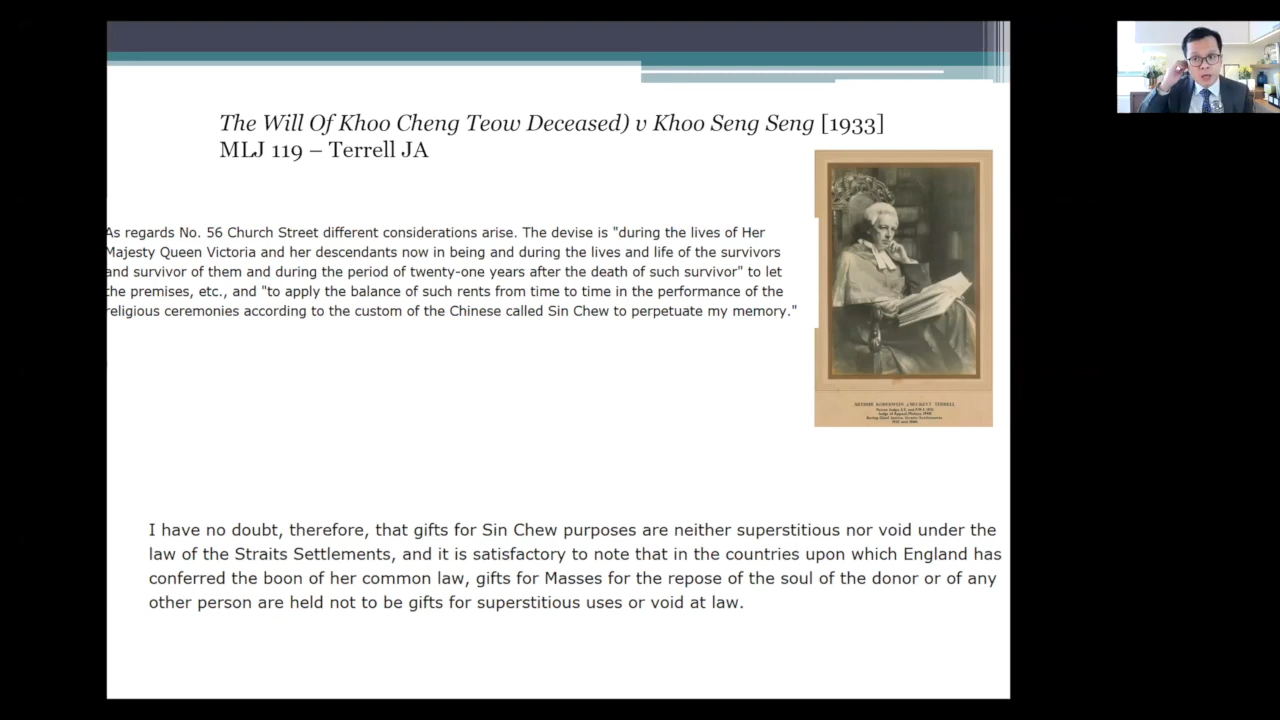 The Will Of Khoo Cheng Teow Deceased) v Khoo Seng Seng [1933]
MLJ 119 – Terrell JA
As regards No. 56 Church Street different considerations arise. The devise is "during the lives of Her
Majesty Queen Victoria and her descendants now in being and during the lives and life of the survivors
and survivor of them and during the period of twenty-one years after the death of such survivor" to let
the premises, etc., and "to apply the balance of such rents from time to time in the performance of the
religious ceremonies according to the custom of the Chinese called Sin Chew to perpetuate my memory."
TERRELL
I have no doubt, therefore, that gifts for Sin Chew purposes are neither superstitious nor void under the
law of the Straits Settlements, and it is satisfactory to note that in the countries upon which England has
conferred the boon of her common law, gifts for Masses for the repose of the soul of the donor or of any
other person are held not to be gifts for superstitious uses or void at law.